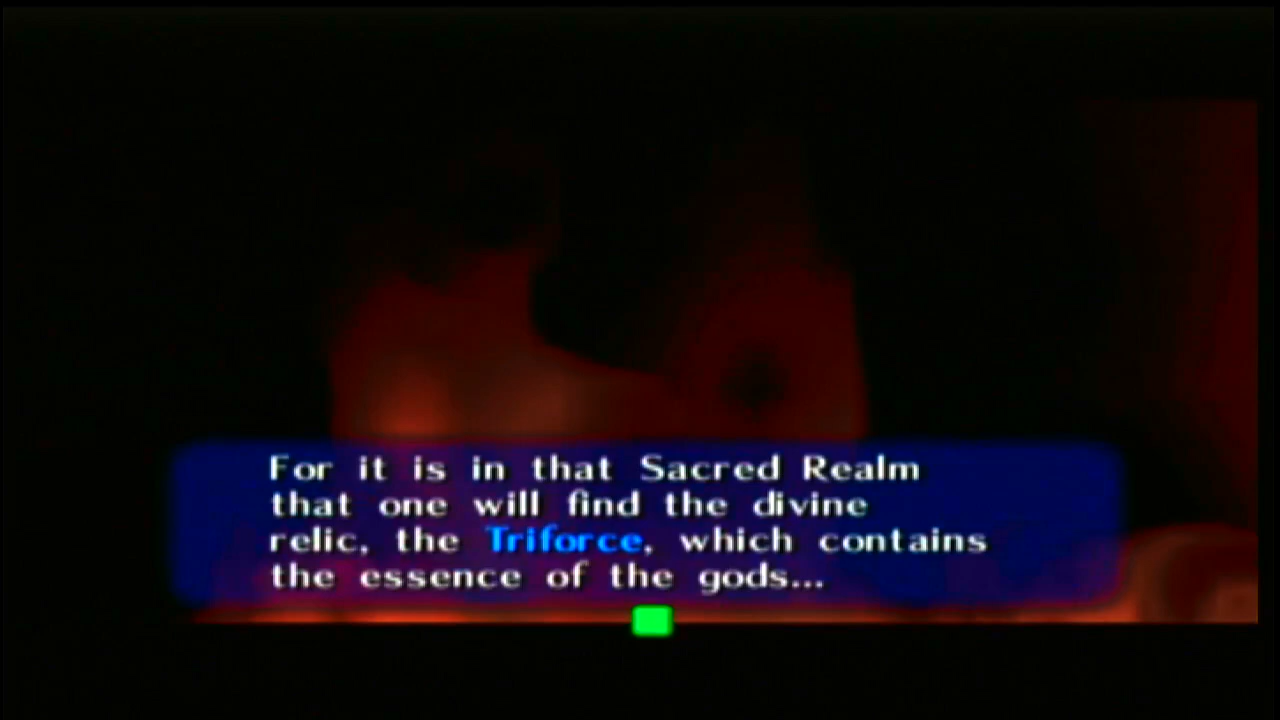 For it is in that Sacred Realm
that one will find the divine
relic, the Triforce, which contains
the essence of the gods...